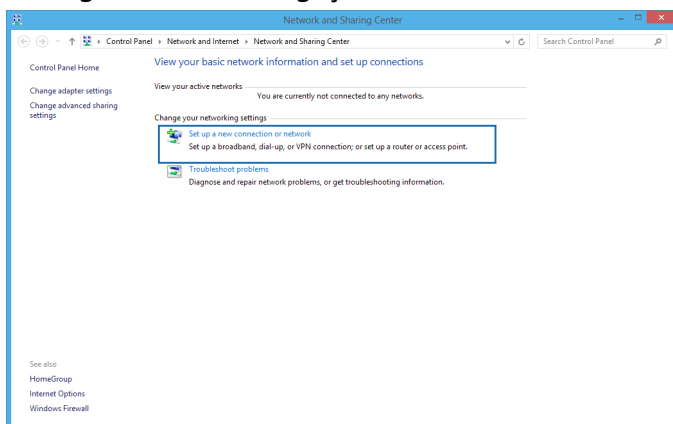 Network and Sharing Center
Control Panel ▸ Network and Internet ▸ Network and Sharing Center
Search Control Panel
Control Panel Home
Change adapter settings
Change advanced sharing
settings
View your basic network information and set up connections
View your active networks
You are currently not connected to any networks.
Change your networking settings
Set up a new connection or network
Set up a broadband, dial-up, or VPN connection; or set up a router or access point.
Troubleshoot problems
Diagnose and repair network problems, or get troubleshooting information.
See also
HomeGroup
Internet Options
Windows Firewall